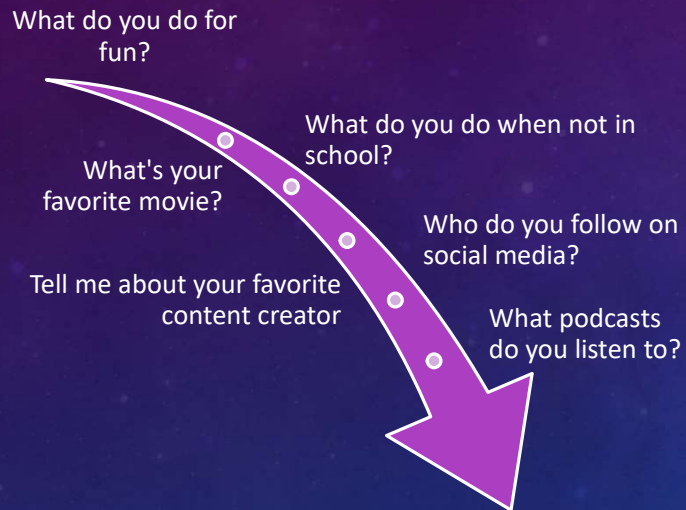 What do you do for
fun?
What do you do when not in
school?
What's your
favorite movie?
Who do you follow on
social media?
Tell me about your favorite
content creator
What podcasts
do you listen to?